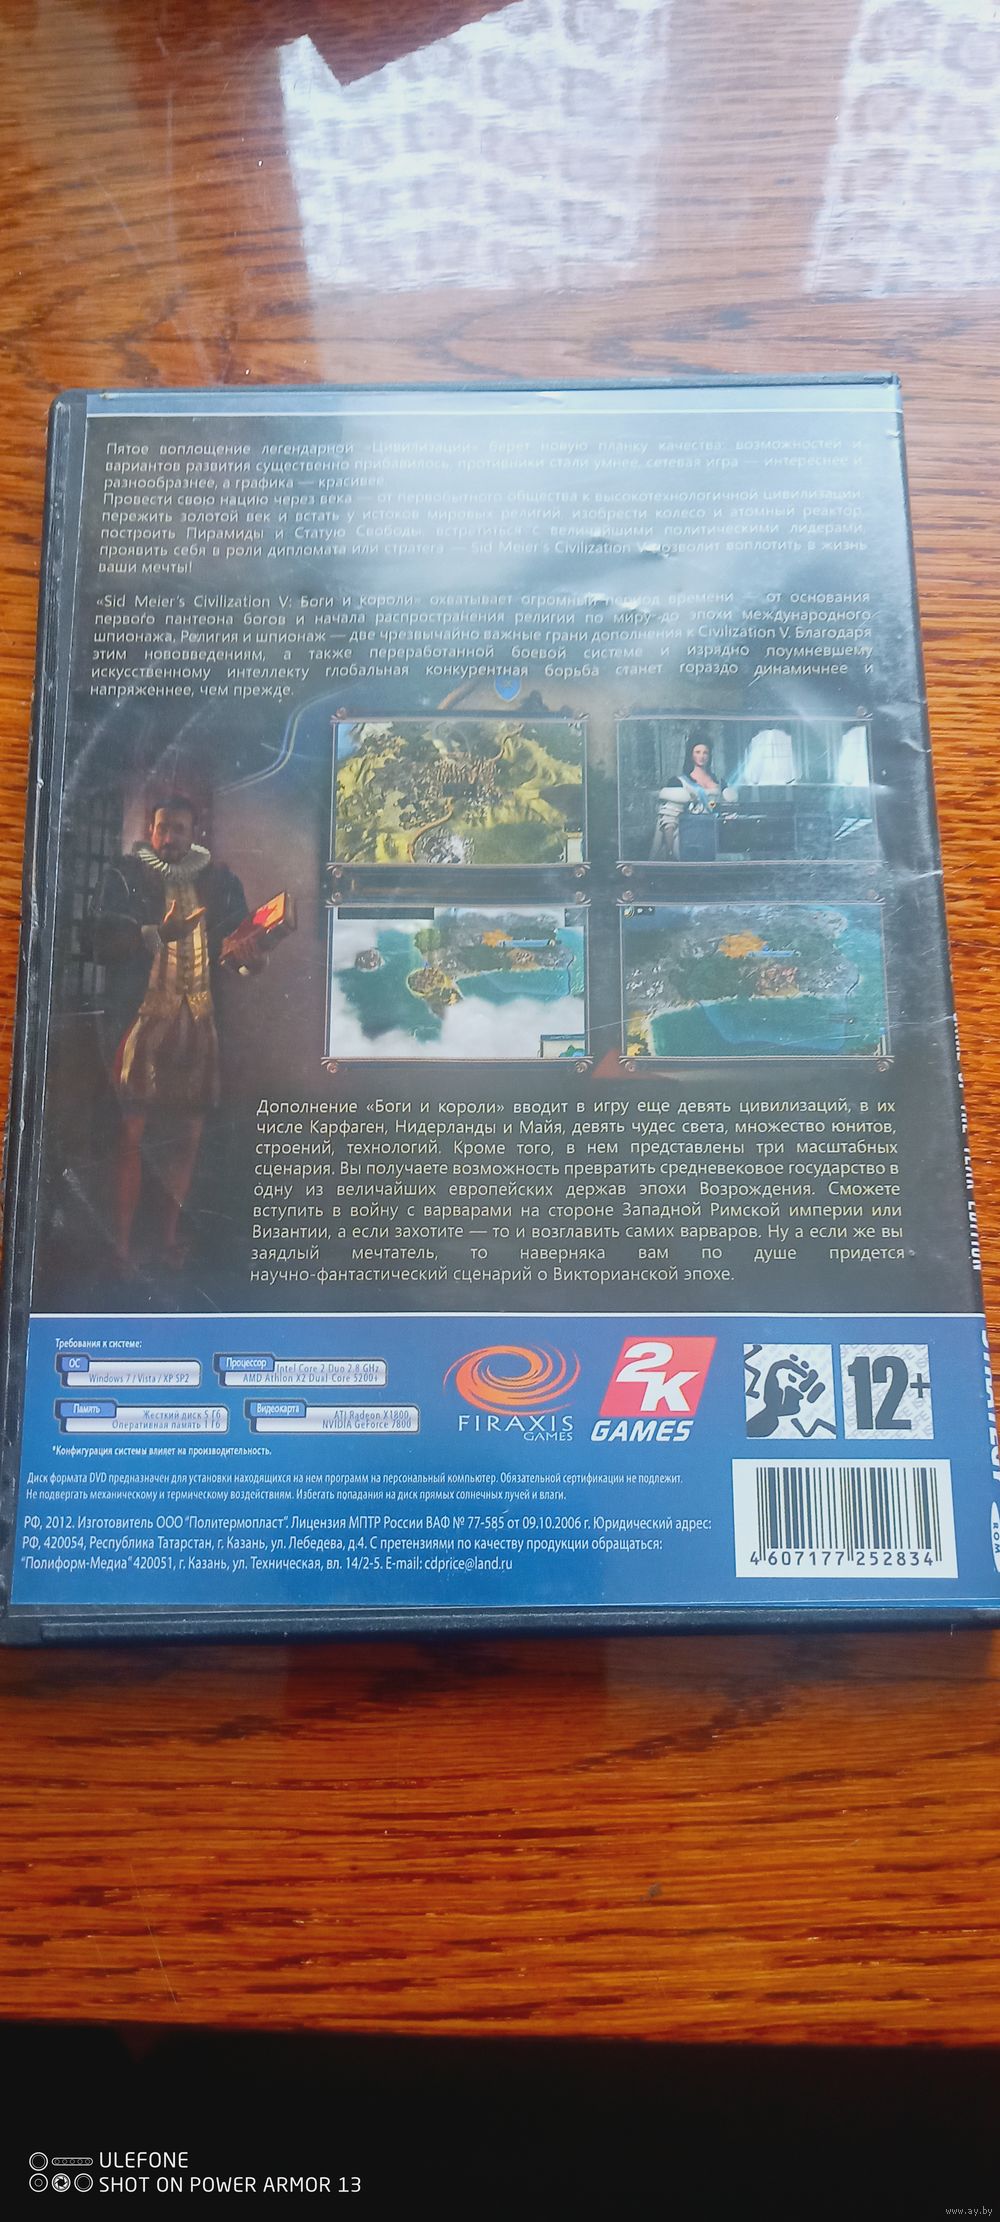 Пятое воплощение легендарной «Цивилизации» берет новую планку качества: возможностей и
вариантов развития существенно прибавилось, противники стали умнее, сетевая игра — интереснее и
разнообразнее, а графика — красивее.
Провести свою нацию через века — от первобытного общества к высокотехнологичной цивилизации,
пережить золотой век и встать у истоков мировых религий, изобрести колесо и атомный реактор,
построить Пирамиды и Статую Свободы, встретиться с величайшими политическими лидерами,
проявить себя в роли дипломата или стратега — Sid Meier's Civilization V позволит воплотить в жизнь
ваши мечты!
«Sid Meier's Civilization V: Боги и короли» охватывает огромный период времени — от основания
первого пантеона богов и начала распространения религии по миру до эпохи международного
шпионажа, Религия и шпионаж — две чрезвычайно важные грани дополнения к Civilization V. Благодаря
этим нововведениям, а также переработанной боевой системе и изрядно поумневшему
искусственному интеллекту глобальная конкурентная борьба станет гораздо динамичнее и
напряженнее, чем прежде.
Дополнение «Боги и короли» вводит в игру еще девять цивилизаций, в их
числе Карфаген, Нидерланды и Майя, девять чудес света, множество юнитов,
строений, технологий. Кроме того, в нем представлены три масштабных
сценария. Вы получаете возможность превратить средневековое государство в
одну из величайших европейских держав эпохи Возрождения. Сможете
вступить в войну с варварами на стороне Западной Римской империи или
Византии, а если захотите — то и возглавить самих варваров. Ну а если же вы
заядлый мечтатель, то наверняка вам по душе придется
научно-фантастический сценарий о Викторианской эпохе.
Требования к системе:
ОС
Windows 7 / Vista / XP SP2
Процессор
Intel Core 2 Duo 2.8 GHz
AMD Athlon X2 Dual Core 5200+
Память
Жесткий диск 5 Гб
Оперативная память 1 Гб
Видеокарта
ATI Radeon X1800,
NVIDIA GeForce 7800
*Конфигурация системы влияет на производительность.
FIRAXIS
GAMES
2K
GAMES
12+
Диск формата DVD предназначен для установки находящихся на нем программ на персональный компьютер. Обязательной сертификации не подлежит.
Не подвергать механическому и термическому воздействиям. Избегать попадания на диск прямых солнечных лучей и влаги.
РФ, 2012. Изготовитель ООО "Политермопласт". Лицензия МПТР России ВАФ № 77-585 от 09.10.2006 г. Юридический адрес:
РФ, 420054, Республика Татарстан, г. Казань, ул. Лебедева, д.4. С претензиями по качеству продукции обращаться:
"Полиформ-Медиа" 420051, г. Казань, ул. Техническая, вл. 14/2-5. E-mail: cdprice@land.ru
4 607177 252834
ULEFONE
SHOT ON POWER ARMOR 13
www.ay.by